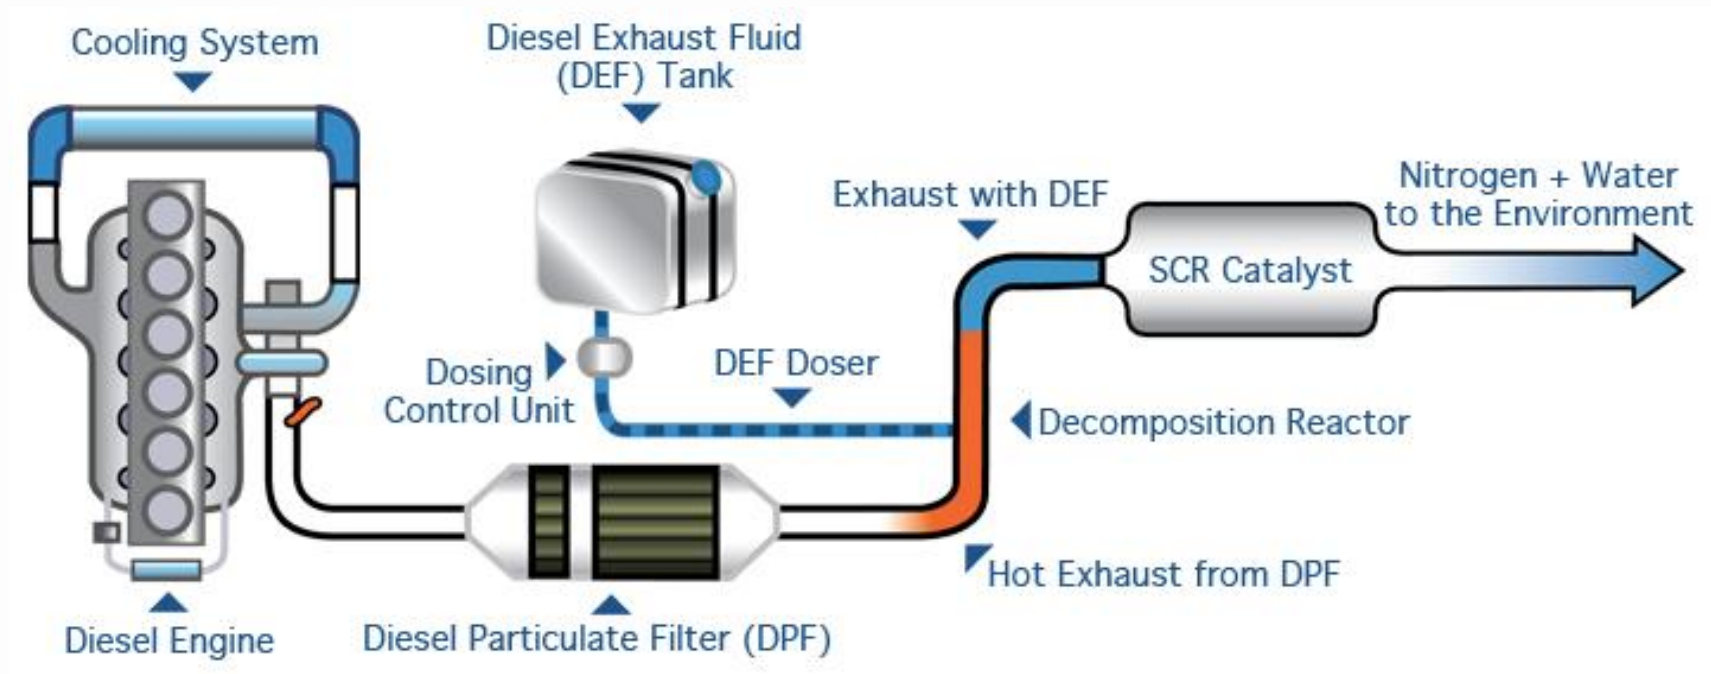 Cooling System
Diesel Exhaust Fluid
(DEF) Tank
Exhaust with DEF
Nitrogen + Water
to the Environment
SCR Catalyst
Dosing
Control Unit
DEF Doser
Decomposition Reactor
Hot Exhaust from DPF
Diesel Engine
Diesel Particulate Filter (DPF)